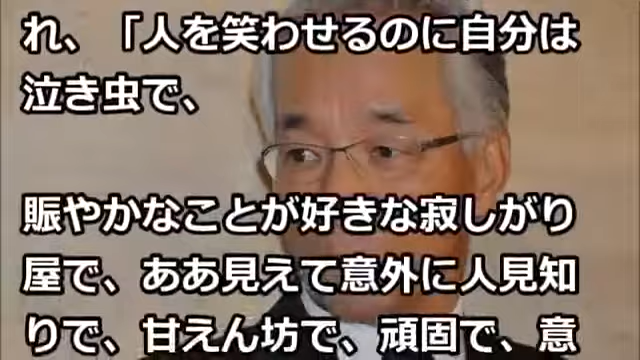 れ、「人を笑わせるのに自分は
泣き虫で、
賑やかなことが好きな寂しがり
屋で、ああ見えて意外に人見知
りで、甘えん坊で、頑固で、意